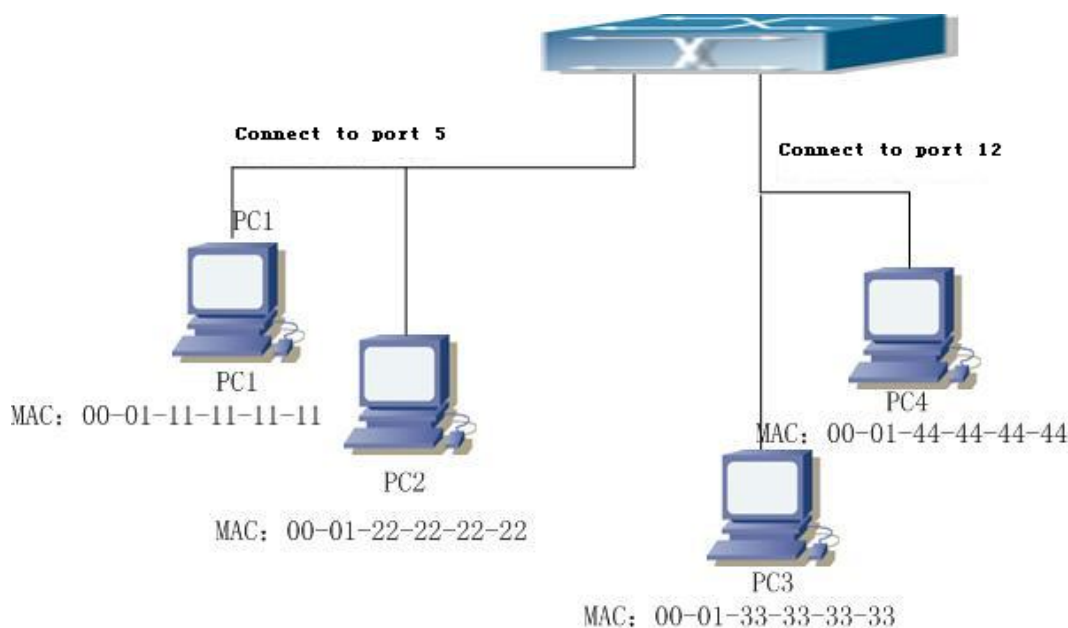 Connect to port 5
Connect to port 12
PC1
PC1
MAC: 00-01-11-11-11-11
PC2
MAC: 00-01-22-22-22-22
PC4
MAC: 00-01-44-44-44-44
PC3
MAC: 00-01-33-33-33-33